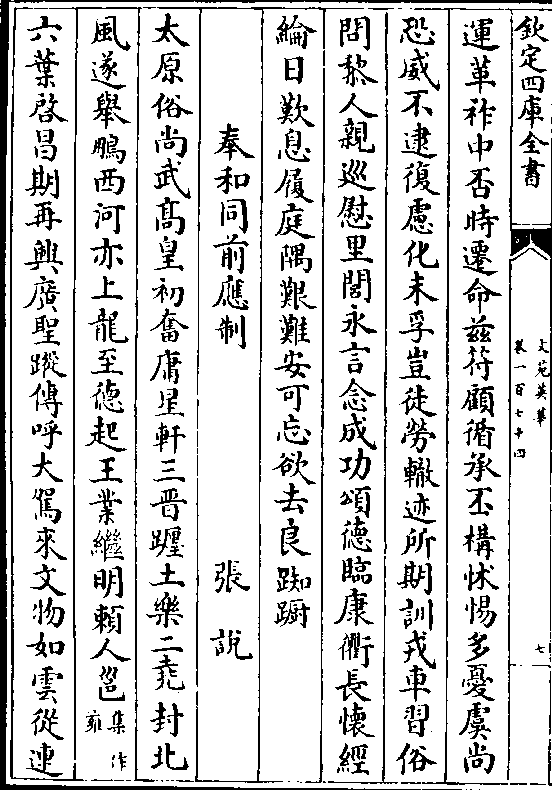 欽定四庫全書
文苑英華
卷一百七十四
七
運革祚中否時遷命兹符顧循承丕構怵惕多憂虞尚
恐威不逮復慮化未孚豈徒勞轍迹所期訓戎車習俗
問黎人親巡慰里閭永言念成功頌德臨康衢長懷經
綸日歎息履庭隅艱難安可忘欲去良踟蹰
奉和同前應制 張説
太原俗尚武髙皇初奮庸星軒三晉躔土樂二堯封北
風遂舉鵬西河亦上龍至德起王業繼明賴人邕集作雍
六葉啓昌期再興廣聖蹤傳呼大駕來文物如雲從連